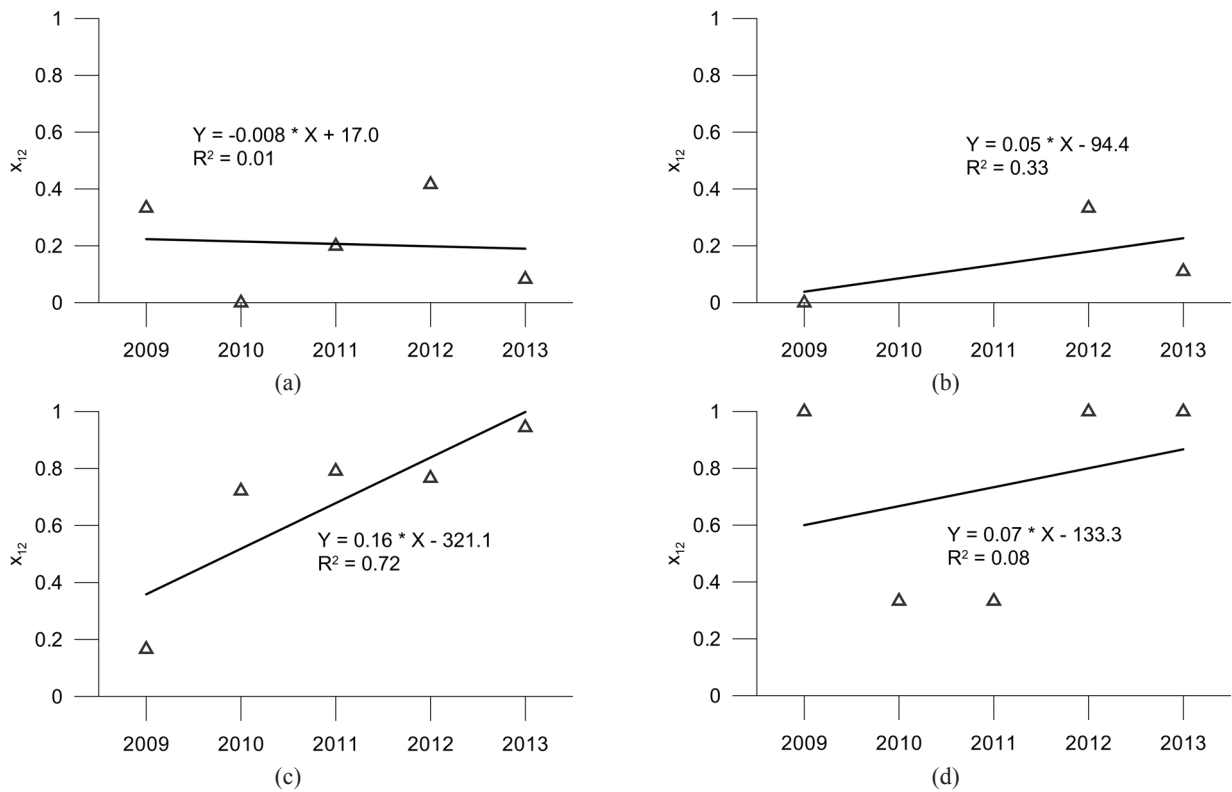 1
0.8
0.6
0.4
0.2
0
x₁₂
Y = -0.008 * X + 17.0
R² = 0.01
2009 2010 2011 2012 2013
(a)
1
0.8
0.6
0.4
0.2
0
x₁₂
Y = 0.05 * X - 94.4
R² = 0.33
2009 2010 2011 2012 2013
(b)
1
0.8
0.6
0.4
0.2
0
x₁₂
Y = 0.16 * X - 321.1
R² = 0.72
2009 2010 2011 2012 2013
(c)
1
0.8
0.6
0.4
0.2
0
x₁₂
Y = 0.07 * X - 133.3
R² = 0.08
2009 2010 2011 2012 2013
(d)